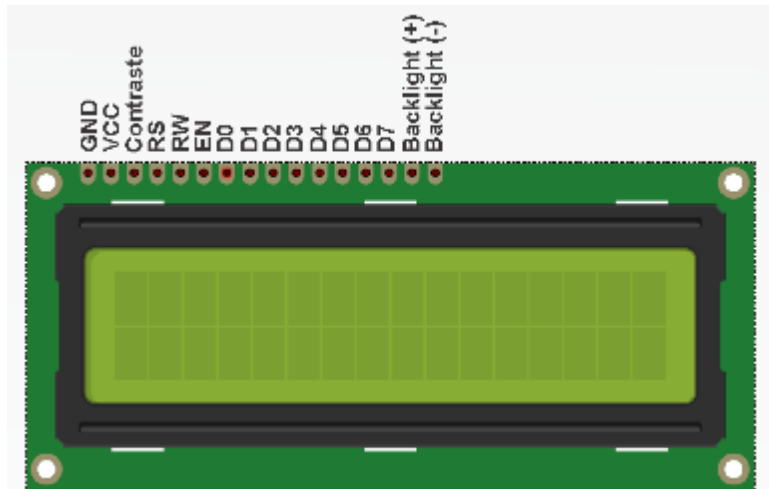 GND
VCC
Contraste
RS
RW
EN
D0
D1
D2
D3
D4
D5
D6
D7
Backlight (+)
Backlight (-)